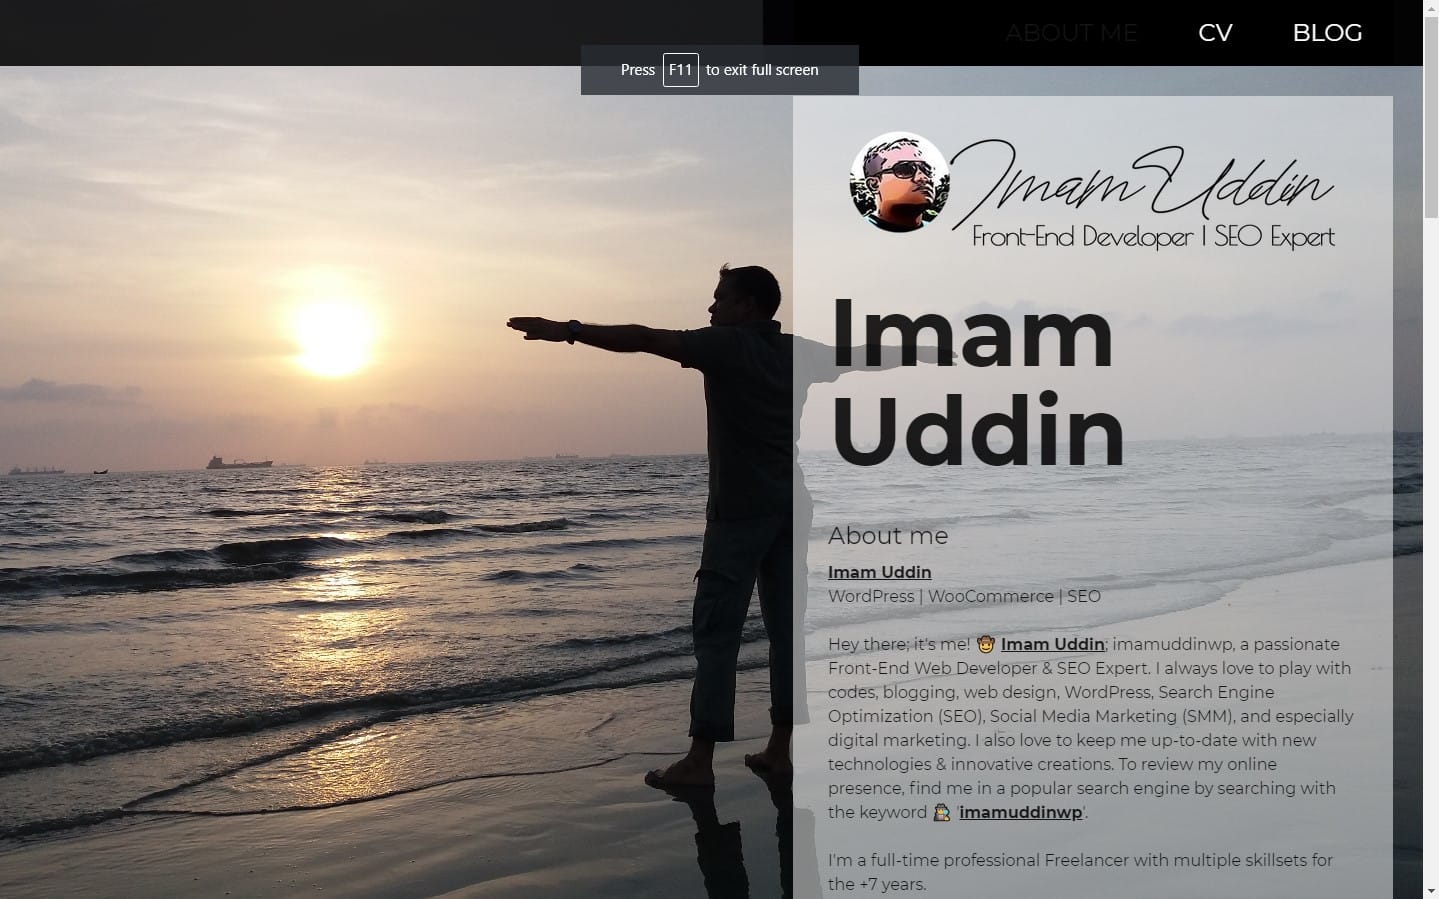 ABOUT ME
CV
BLOG
Press F11 to exit full screen
Imam Uddin
Front-End Developer | SEO Expert
Imam
Uddin
About me
Imam Uddin
WordPress | WooCommerce | SEO
Hey there; it's me! 🤠 Imam Uddin; imamuddinwp, a passionate
Front-End Web Developer & SEO Expert. I always love to play with
codes, blogging, web design, WordPress, Search Engine
Optimization (SEO), Social Media Marketing (SMM), and especially
digital marketing. I also love to keep me up-to-date with new
technologies & innovative creations. To review my online
presence, find me in a popular search engine by searching with
the keyword 🕵️ 'imamuddinwp'.
I'm a full-time professional Freelancer with multiple skillsets for
the +7 years.